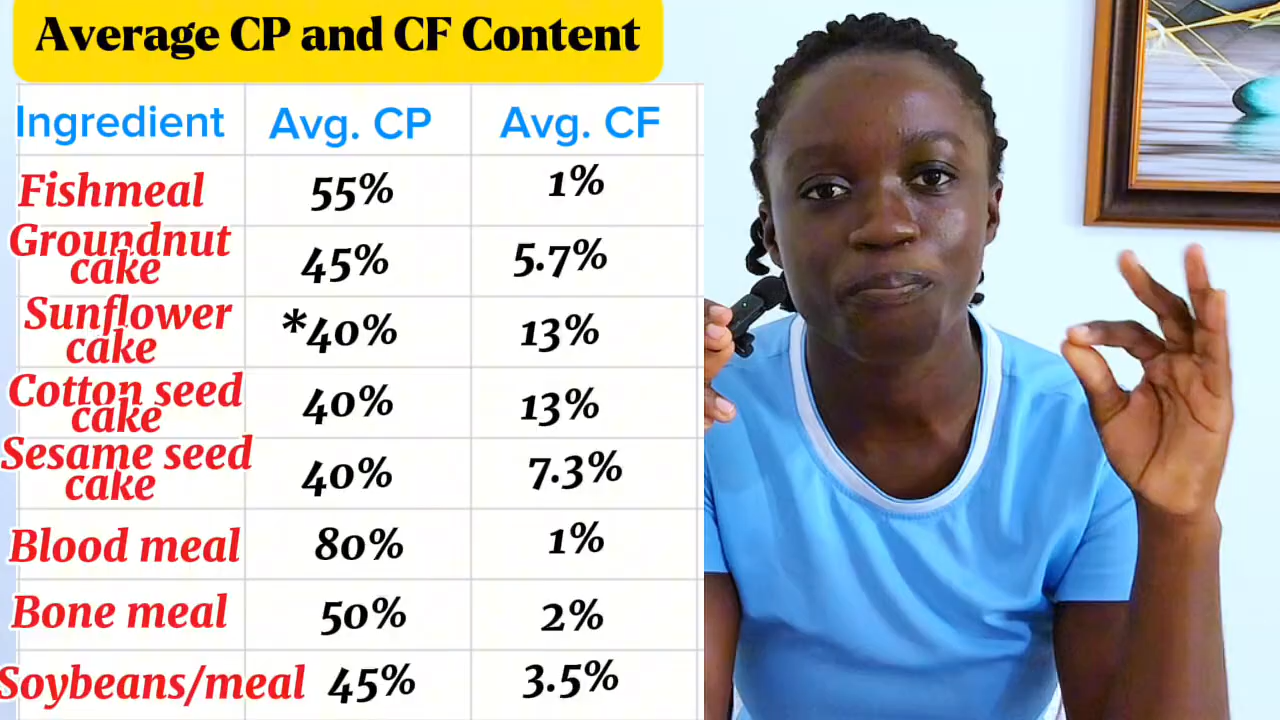 Average CP and CF Content
Ingredient Avg. CP Avg. CF
Fishmeal 55% 1%
Groundnut
cake 45% 5.7%
Sunflower
cake *40% 13%
Cotton seed
cake 40% 13%
Sesame seed
cake 40% 7.3%
Blood meal 80% 1%
Bone meal 50% 2%
Soybeans/meal 45% 3.5%